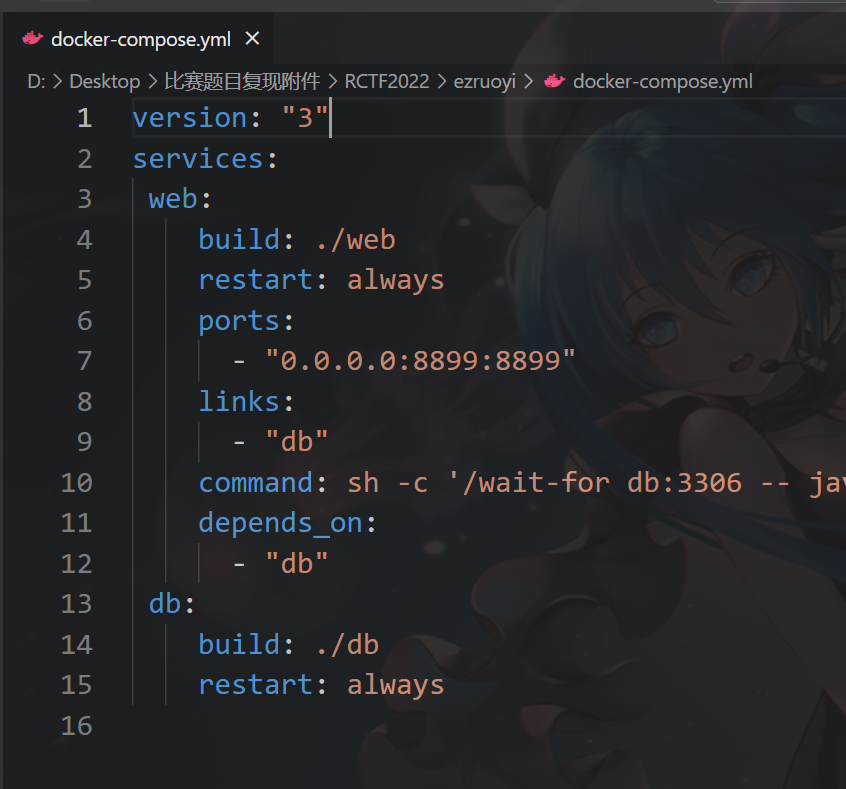 docker-compose.yml ×
D: > Desktop > 比赛题目复现附件 > RCTF2022 > ezruoyi > docker-compose.yml
1 version: "3"
2 services:
3 web:
4 build: ./web
5 restart: always
6 ports:
7 - "0.0.0.0:8899:8899"
8 links:
9 - "db"
10 command: sh -c '/wait-for db:3306 -- jav
11 depends_on:
12 - "db"
13 db:
14 build: ./db
15 restart: always
16